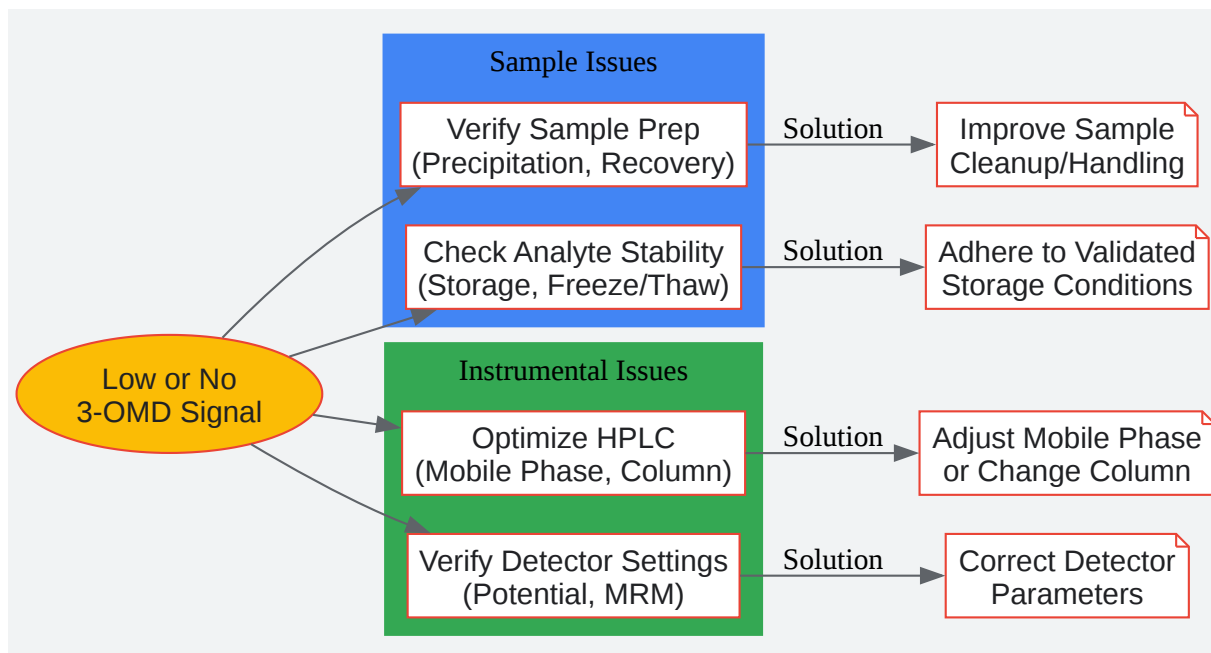 Sample Issues
Verify Sample Prep
(Precipitation, Recovery)
Solution
Improve Sample
Cleanup/Handling
Check Analyte Stability
(Storage, Freeze/Thaw)
Solution
Adhere to Validated
Storage Conditions
Low or No
3-OMD Signal
Instrumental Issues
Optimize HPLC
(Mobile Phase, Column)
Solution
Adjust Mobile Phase
or Change Column
Verify Detector Settings
(Potential, MRM)
Solution
Correct Detector
Parameters